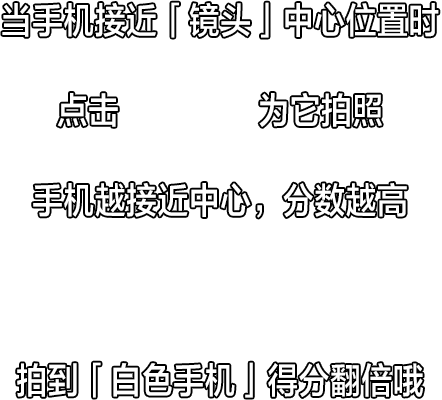 当手机接近「镜头」中心位置时
点击 为它拍照
手机越接近中心，分数越高
拍到「白色手机」得分翻倍哦